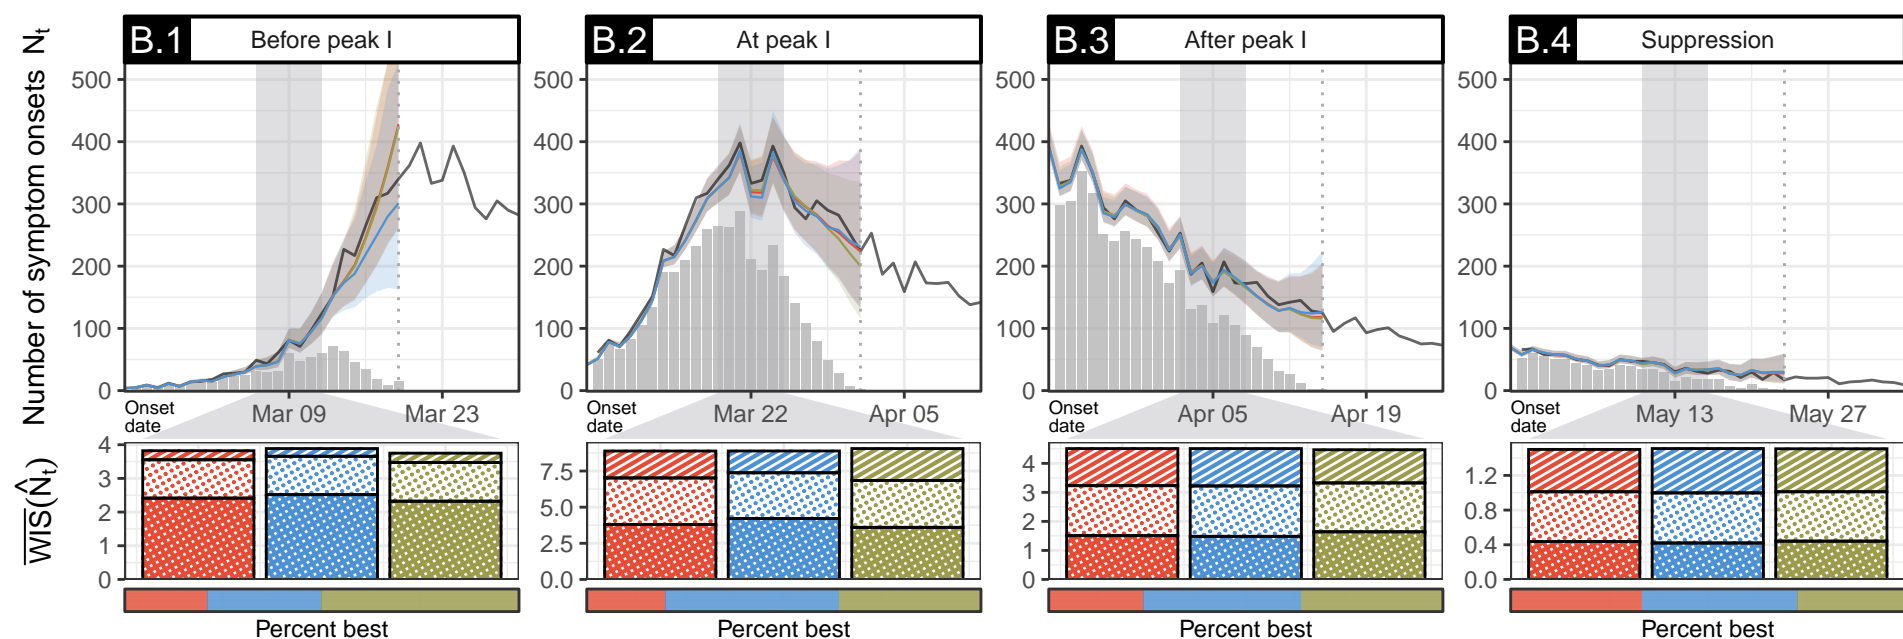 B.1 Before peak I
B.2 At peak I
B.3 After peak I
B.4 Suppression
Number of symptom onsets Nt
500
400
300
200
100
0
500
400
300
200
100
0
500
400
300
200
100
0
500
400
300
200
100
0
Onset
date
Mar 09 Mar 23
Onset
date
Mar 22 Apr 05
Onset
date
Apr 05 Apr 19
Onset
date
May 13 May 27
WIS(N̂t)
4
3
2
1
0
7.5
5.0
2.5
0.0
4
3
2
1
0
1.2
0.8
0.4
0.0
Percent best
Percent best
Percent best
Percent best